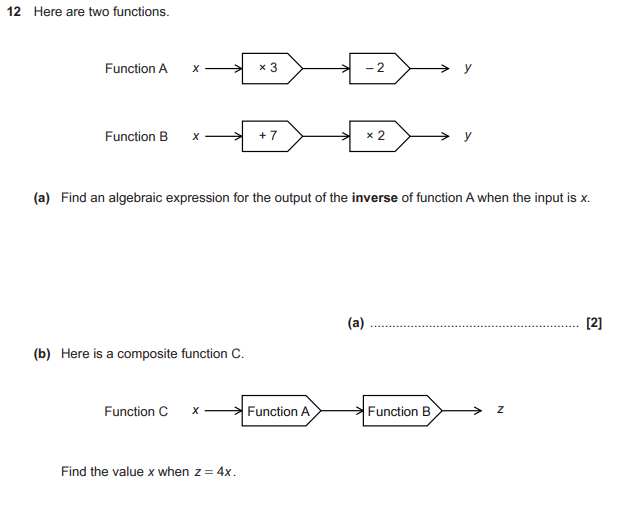 12 Here are two functions.
Function A x × 3 – 2 y
Function B x + 7 × 2 y
(a) Find an algebraic expression for the output of the inverse of function A when the input is x.
(a) .......................................................... [2]
(b) Here is a composite function C.
Function C x Function A Function B z
Find the value x when z = 4x.